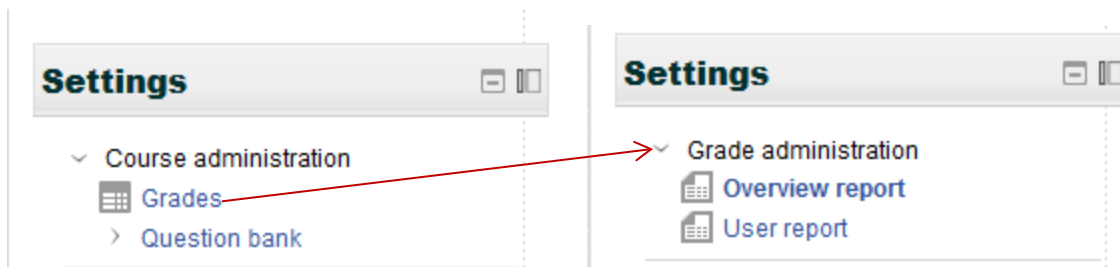 Settings
Course administration
Grades
Question bank
Settings
Grade administration
Overview report
User report